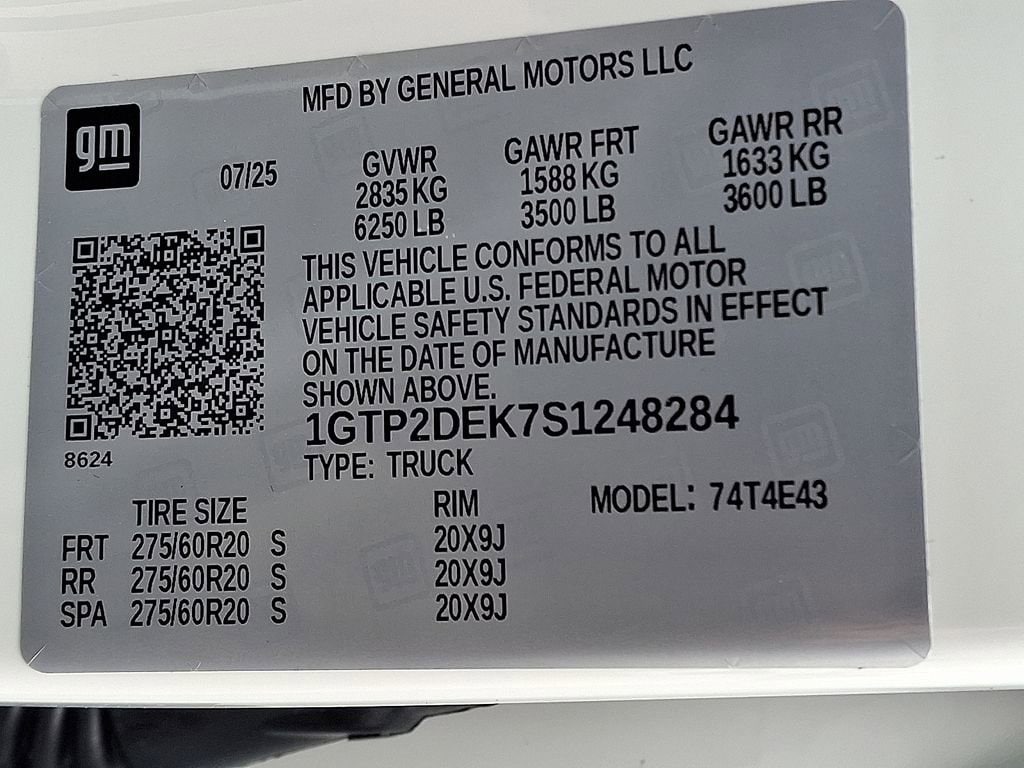 MFD BY GENERAL MOTORS LLC
gm
07/25
GVWR GAWR FRT GAWR RR
2835 KG 1588 KG 1633 KG
6250 LB 3500 LB 3600 LB
THIS VEHICLE CONFORMS TO ALL
APPLICABLE U.S. FEDERAL MOTOR
VEHICLE SAFETY STANDARDS IN EFFECT
ON THE DATE OF MANUFACTURE
SHOWN ABOVE.
1GTP2DEK7S1248284
8624
TYPE: TRUCK
TIRE SIZE RIM MODEL: 74T4E43
FRT 275/60R20 S 20X9J
RR 275/60R20 S 20X9J
SPA 275/60R20 S 20X9J